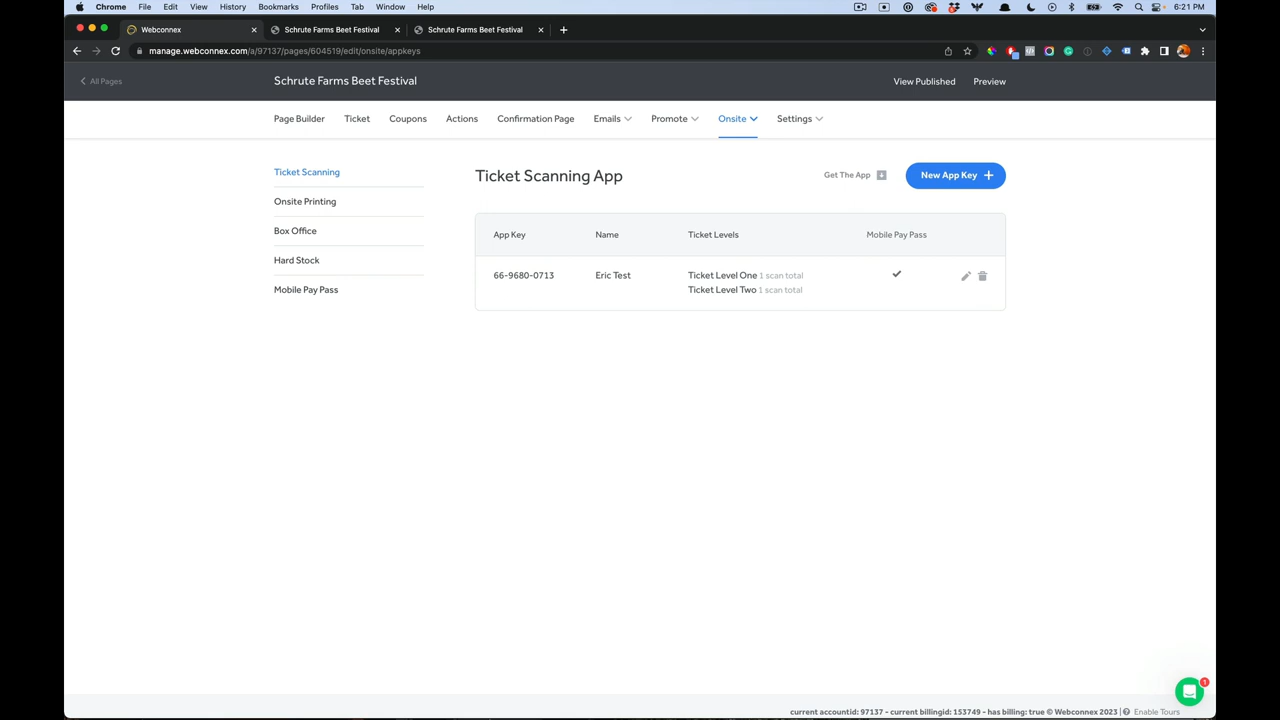 Chrome File Edit View History Bookmarks Profiles Tab Window Help 6:21 PM
Webconnex Schrute Farms Beet Festival Schrute Farms Beet Festival
manage.webconnex.com/a/97137/pages/604519/edit/onsite/appkeys
All Pages Schrute Farms Beet Festival View Published Preview
Page Builder Ticket Coupons Actions Confirmation Page Emails Promote Onsite Settings
Ticket Scanning
Onsite Printing
Box Office
Hard Stock
Mobile Pay Pass
Ticket Scanning App Get The App New App Key +
App Key Name Ticket Levels Mobile Pay Pass
66-9680-0713 Eric Test Ticket Level One 1 scan total
Ticket Level Two 1 scan total
1
current accountid: 97137 - current billingid: 153749 - has billing: true © Webconnex 2023 | Enable Tours